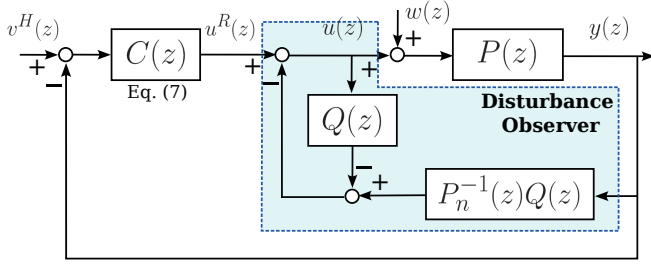 v^H(z)
+
−
C(z)
Eq. (7)
u^R(z)
+
−
u(z)
+
w(z)
+
P(z)
y(z)
Q(z)
−
+
P_n^{-1}(z)Q(z)
Disturbance
Observer